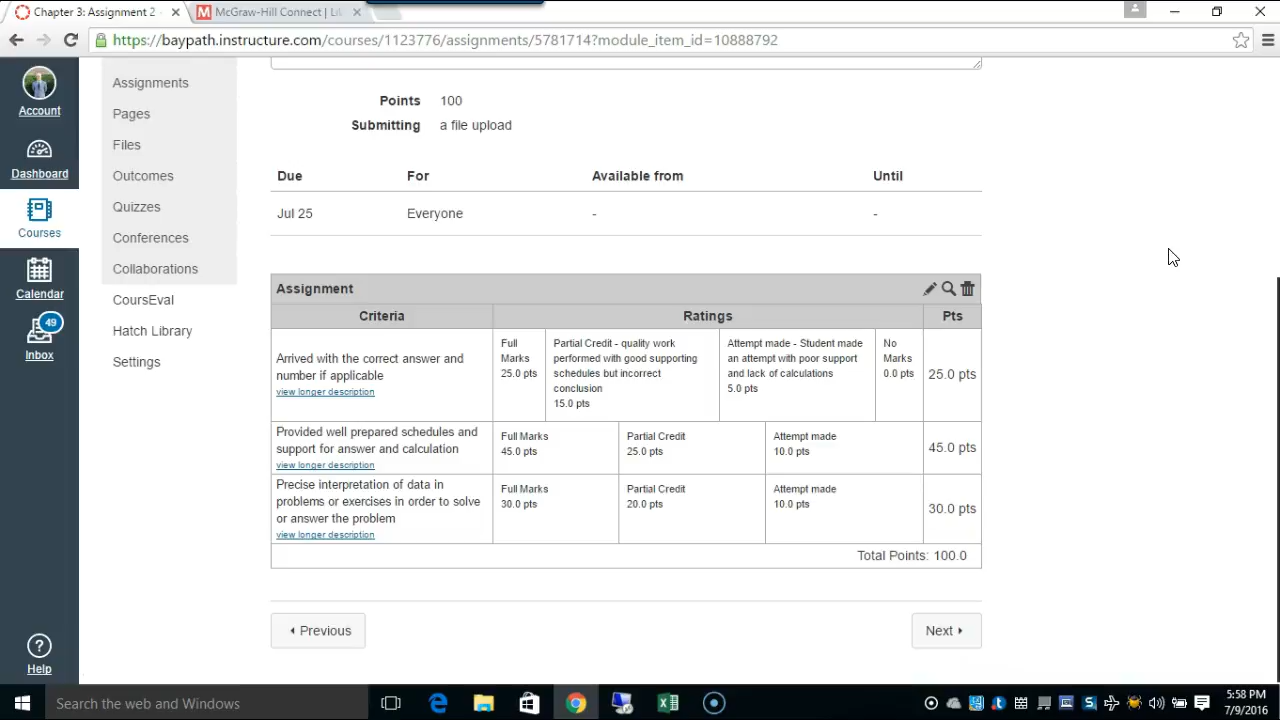 Chapter 3: Assignment 2 -
McGraw-Hill Connect | Li
https://baypath.instructure.com/courses/1123776/assignments/5781714?module_item_id=10888792
Account
Dashboard
Courses
Calendar
49
Inbox
Help
Assignments
Pages
Files
Outcomes
Quizzes
Conferences
Collaborations
CoursEval
Hatch Library
Settings
Points 100
Submitting a file upload
Due For Available from Until
Jul 25 Everyone - -
Assignment
Criteria Ratings Pts
Arrived with the correct answer and
number if applicable
view longer description
Full
Marks
25.0 pts
Partial Credit - quality work
performed with good supporting
schedules but incorrect
conclusion
15.0 pts
Attempt made - Student made
an attempt with poor support
and lack of calculations
5.0 pts
No
Marks
0.0 pts
25.0 pts
Provided well prepared schedules and
support for answer and calculation
view longer description
Full Marks
45.0 pts
Partial Credit
25.0 pts
Attempt made
10.0 pts
45.0 pts
Precise interpretation of data in
problems or exercises in order to solve
or answer the problem
view longer description
Full Marks
30.0 pts
Partial Credit
20.0 pts
Attempt made
10.0 pts
30.0 pts
Total Points: 100.0
Previous
Next
Search the web and Windows
5:58 PM
7/9/2016